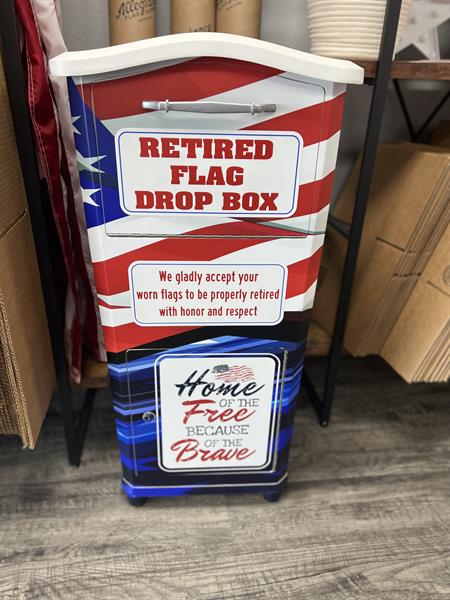 Allegiance
RETIRED
FLAG
DROP BOX
We gladly accept your
worn flags to be properly retired
with honor and respect
Home
OF THE
Free
BECAUSE
OF THE
Brave